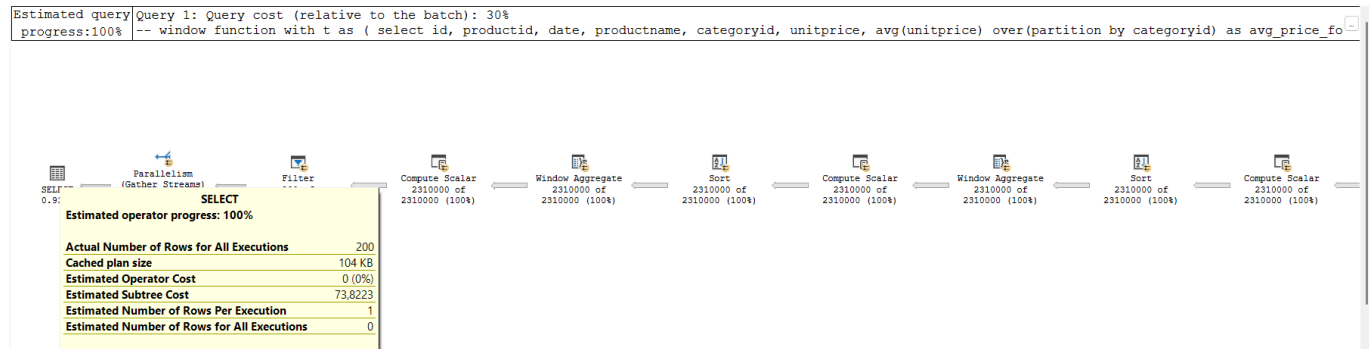 Estimated query
progress:100%
Query 1: Query cost (relative to the batch): 30%
-- window function with t as ( select id, productid, date, productname, categoryid, unitprice, avg(unitprice) over(partition by categoryid) as avg_price_fo
Parallelism
(Gather Streams)
Filter
Compute Scalar
2310000 of
2310000 (100%)
Window Aggregate
2310000 of
2310000 (100%)
Sort
2310000 of
2310000 (100%)
Compute Scalar
2310000 of
2310000 (100%)
Window Aggregate
2310000 of
2310000 (100%)
Sort
2310000 of
2310000 (100%)
Compute Scalar
2310000 of
2310000 (100%)
SELECT
Estimated operator progress: 100%
Actual Number of Rows for All Executions 200
Cached plan size 104 KB
Estimated Operator Cost 0 (0%)
Estimated Subtree Cost 73,8223
Estimated Number of Rows Per Execution 1
Estimated Number of Rows for All Executions 0